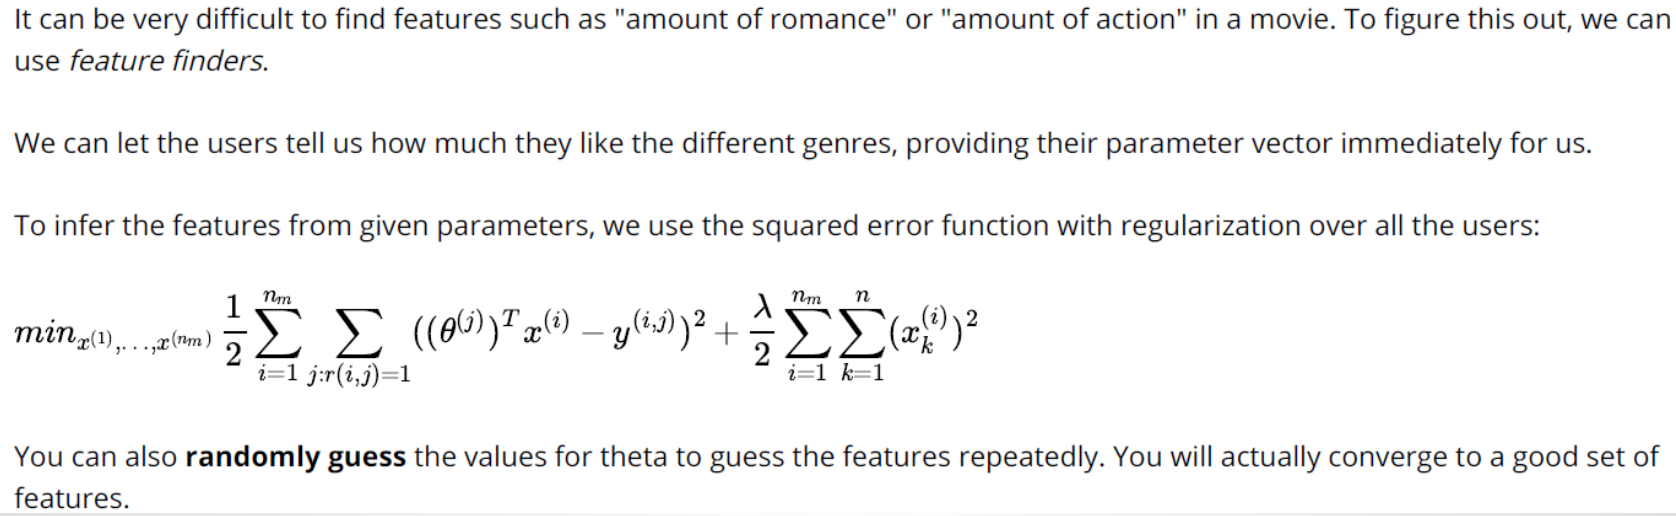 It can be very difficult to find features such as "amount of romance" or "amount of action" in a movie. To figure this out, we can
use feature finders.
We can let the users tell us how much they like the different genres, providing their parameter vector immediately for us.
To infer the features from given parameters, we use the squared error function with regularization over all the users:
$min_{x^{(1)},\dots,x^{(n_m)}} \frac{1}{2} \sum_{i=1}^{n_m} \sum_{j:r(i,j)=1} ((\theta^{(j)})^T x^{(i)} - y^{(i,j)})^2 + \frac{\lambda}{2} \sum_{i=1}^{n_m} \sum_{k=1}^{n} (x_k^{(i)})^2$
You can also randomly guess the values for theta to guess the features repeatedly. You will actually converge to a good set of
features.